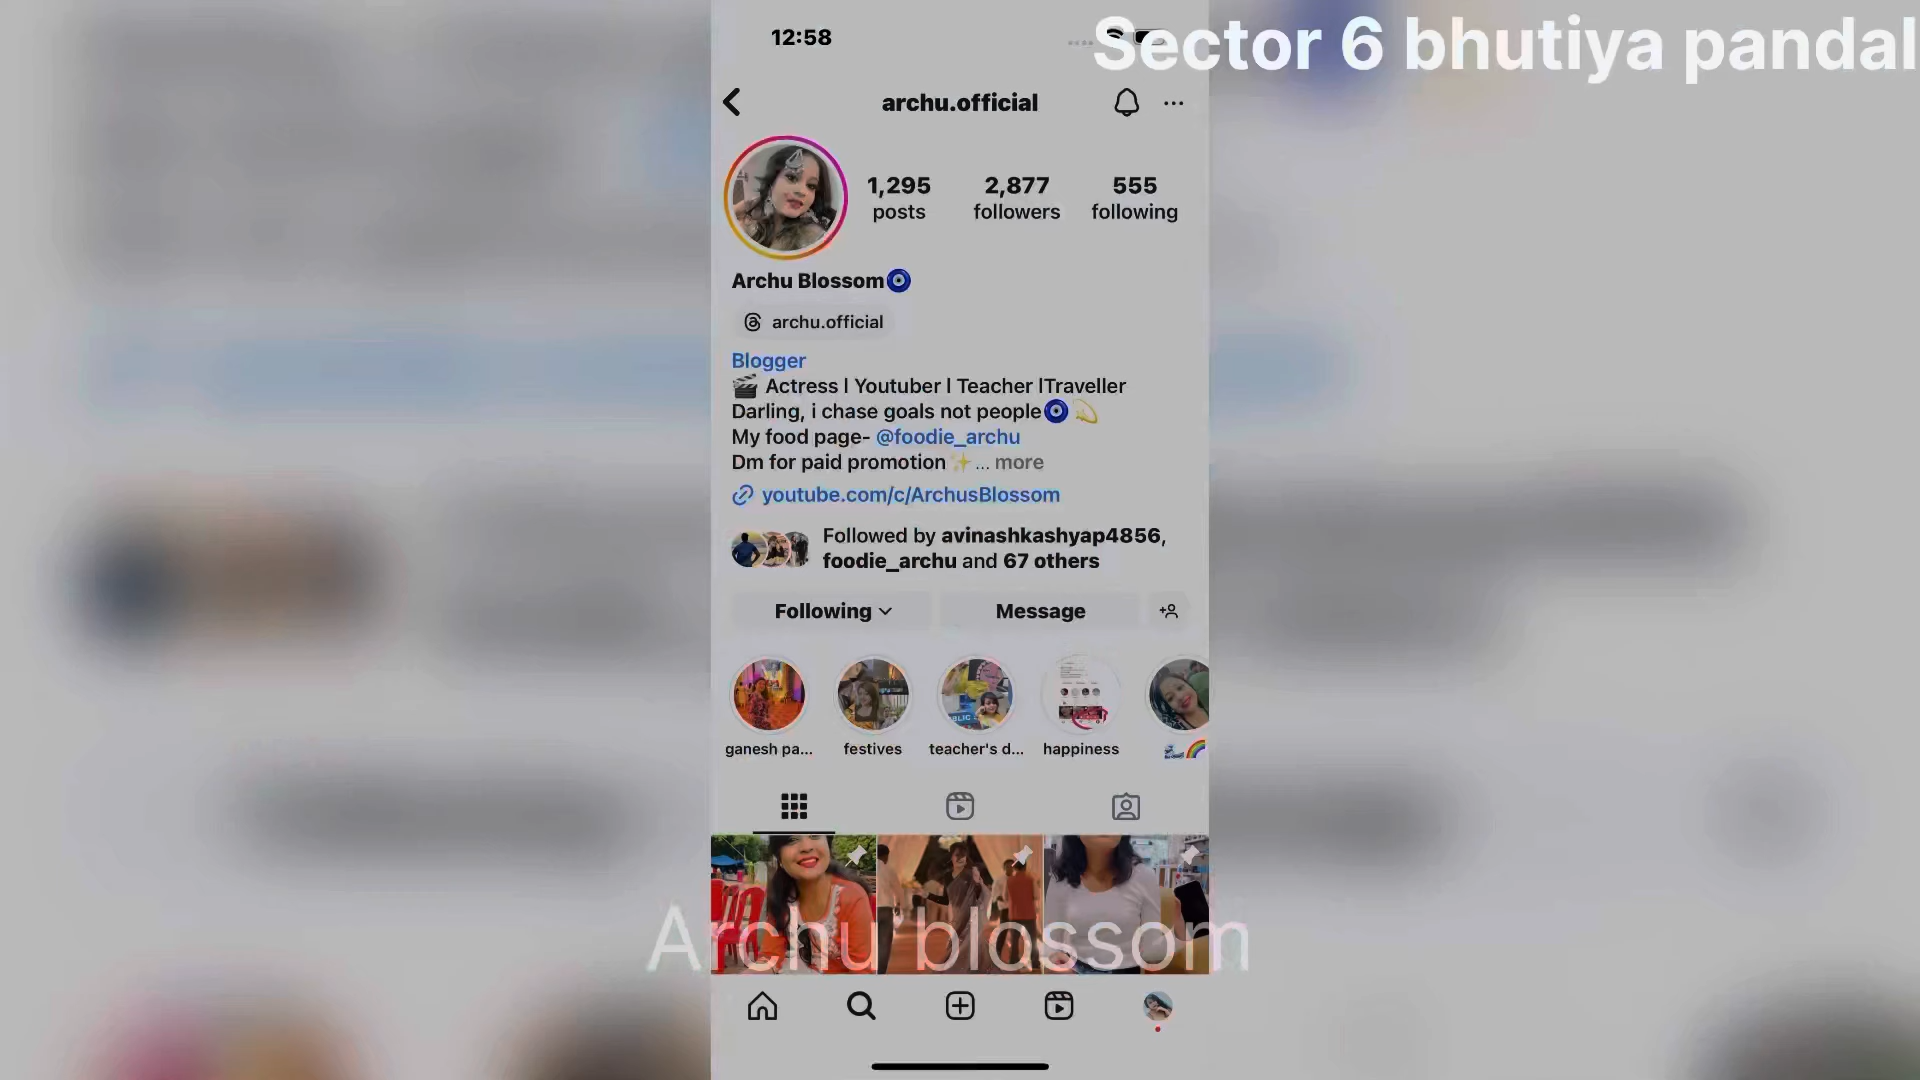 Sector 6 bhutiya pandal
12:58
archu.official
1,295 posts
2,877 followers
555 following
Archu Blossom🧿
archu.official
Blogger
🎬 Actress l Youtuber l Teacher lTraveller
Darling, i chase goals not people🧿 💫
My food page- @foodie_archu
Dm for paid promotion✨... more
youtube.com/c/ArchusBlossom
Followed by avinashkashyap4856,
foodie_archu and 67 others
Following
Message
ganesh pa...
festives
teacher's d...
happiness
Archu blossom